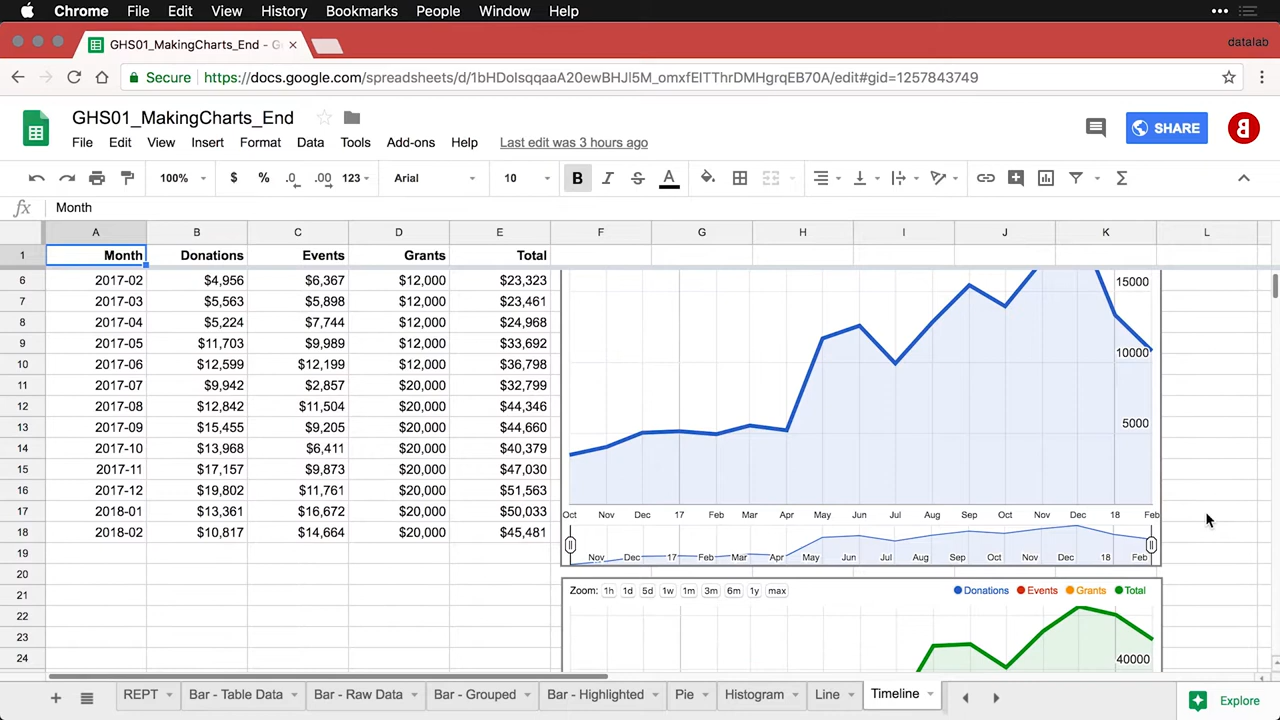 Chrome File Edit View History Bookmarks People Window Help
GHS01_MakingCharts_End - G
datalab
Secure https://docs.google.com/spreadsheets/d/1bHDolsqqaaA20ewBHJl5M_omxfElTThrDMHgrqEB70A/edit#gid=1257843749
GHS01_MakingCharts_End
File Edit View Insert Format Data Tools Add-ons Help Last edit was 3 hours ago
SHARE
100% $ % .0 .00 123 Arial 10 B I S A
fx Month
A B C D E F G H I J K L
1 Month Donations Events Grants Total
6 2017-02 $4,956 $6,367 $12,000 $23,323
7 2017-03 $5,563 $5,898 $12,000 $23,461
8 2017-04 $5,224 $7,744 $12,000 $24,968
9 2017-05 $11,703 $9,989 $12,000 $33,692
10 2017-06 $12,599 $12,199 $12,000 $36,798
11 2017-07 $9,942 $2,857 $20,000 $32,799
12 2017-08 $12,842 $11,504 $20,000 $44,346
13 2017-09 $15,455 $9,205 $20,000 $44,660
14 2017-10 $13,968 $6,411 $20,000 $40,379
15 2017-11 $17,157 $9,873 $20,000 $47,030
16 2017-12 $19,802 $11,761 $20,000 $51,563
17 2018-01 $13,361 $16,672 $20,000 $50,033
18 2018-02 $10,817 $14,664 $20,000 $45,481
19
20
21
22
23
24
15000
10000
5000
Oct Nov Dec 17 Feb Mar Apr May Jun Jul Aug Sep Oct Nov Dec 18 Feb
Nov Dec 17 Feb Mar Apr May Jun Jul Aug Sep Oct Nov Dec 18 Feb
Zoom: 1h 1d 5d 1w 1m 3m 6m 1y max Donations Events Grants Total
40000
REPT Bar - Table Data Bar - Raw Data Bar - Grouped Bar - Highlighted Pie Histogram Line Timeline Explore